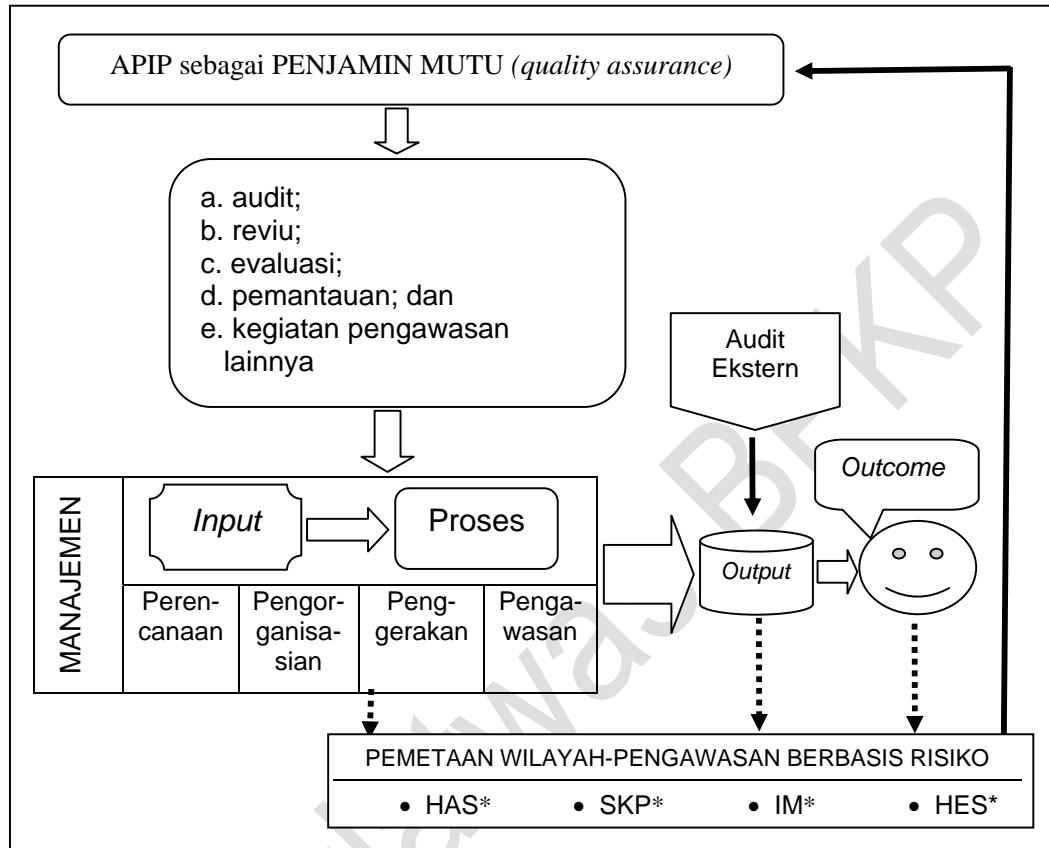 APIP sebagai PENJAMIN MUTU (quality assurance)
a. audit;
b. reviu;
c. evaluasi;
d. pemantauan; dan
e. kegiatan pengawasan
lainnya
Audit
Ekstern
Outcome
MANAJEMEN
Input
Proses
Output
Peren-
canaan
Pengor-
ganisa-
sian
Peng-
gerakan
Penga-
wasan
PEMETAAN WILAYAH-PENGAWASAN BERBASIS RISIKO
• HAS* • SKP* • IM* • HES*